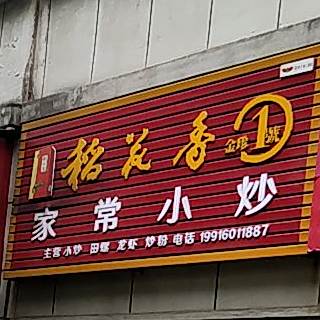 稻花香 金牌1號
家常小炒
主营 小炒 田螺 龙虾 炒粉 电话 19916011887